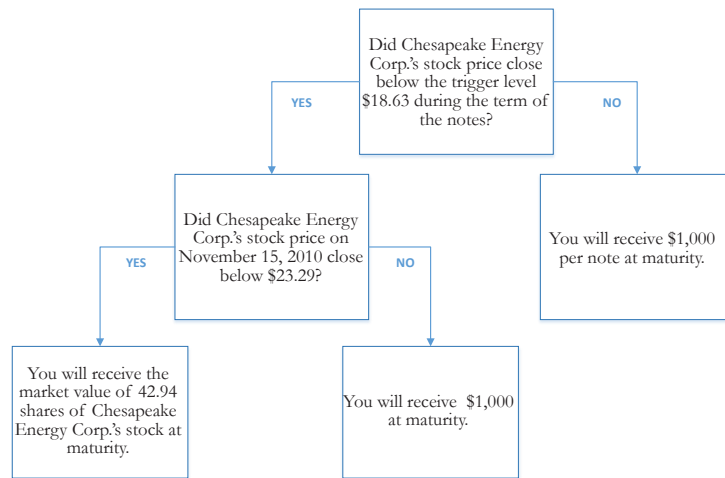 Did Chesapeake Energy
Corp.'s stock price close
below the trigger level
$18.63 during the term of
the notes?
YES
NO
Did Chesapeake Energy
Corp.'s stock price on
November 15, 2010 close
below $23.29?
You will receive $1,000
per note at maturity.
YES
NO
You will receive the
market value of 42.94
shares of Chesapeake
Energy Corp.'s stock at
maturity.
You will receive $1,000
at maturity.